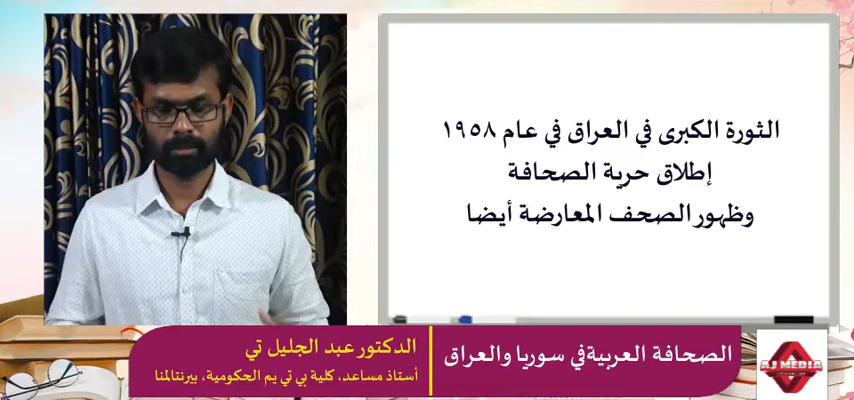 الثورة الكبرى في العراق في عام ١٩٥٨
إطلاق حرية الصحافة
وظهور الصحف المعارضة أيضا
الصحافة العربية في سوريا والعراق
الدكتور عبد الجليل تي
أستاذ مساعد، كلية بي تي يم الحكومية، بيرنتالمنا
AJ MEDIA